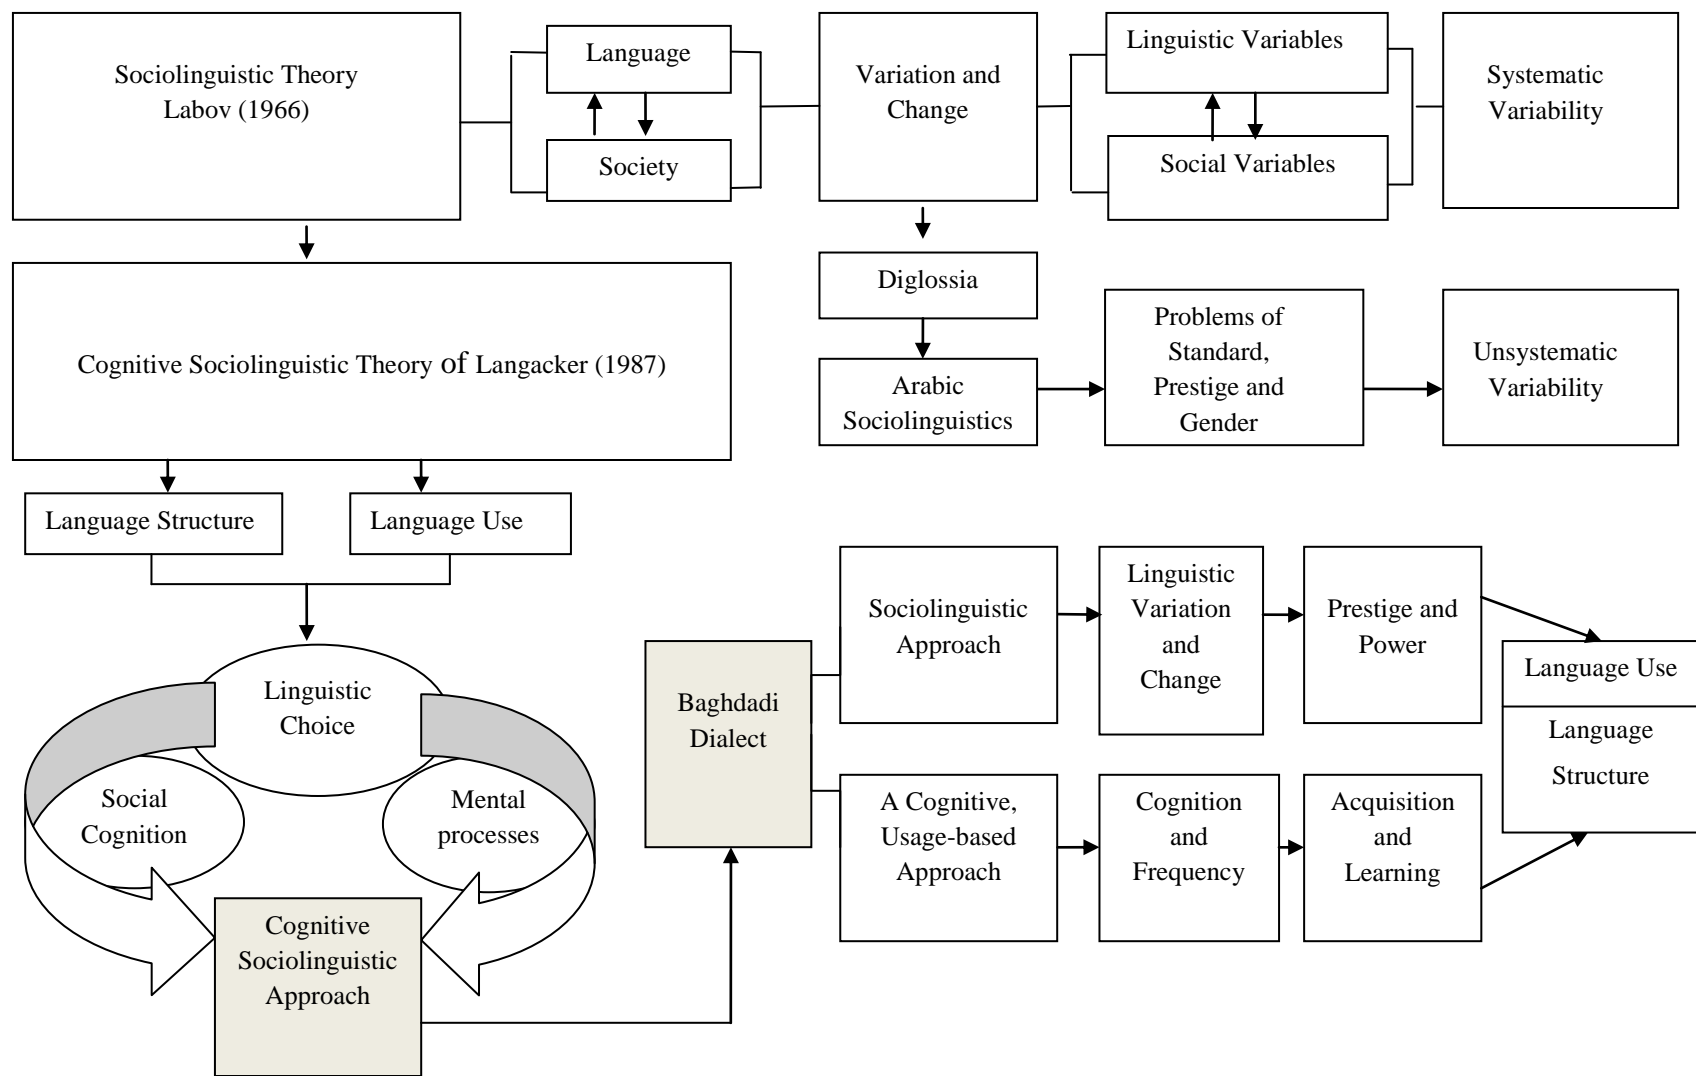 Sociolinguistic Theory
Labov (1966)
Language
Society
Variation and
Change
Linguistic Variables
Social Variables
Systematic
Variability
Cognitive Sociolinguistic Theory of Langacker (1987)
Diglossia
Arabic
Sociolinguistics
Problems of
Standard,
Prestige and
Gender
Unsystematic
Variability
Language Structure
Language Use
Linguistic
Choice
Social
Cognition
Mental
processes
Cognitive
Sociolinguistic
Approach
Baghdadi
Dialect
Sociolinguistic
Approach
Linguistic
Variation
and
Change
Prestige and
Power
A Cognitive,
Usage-based
Approach
Cognition
and
Frequency
Acquisition
and
Learning
Language Use
Language
Structure